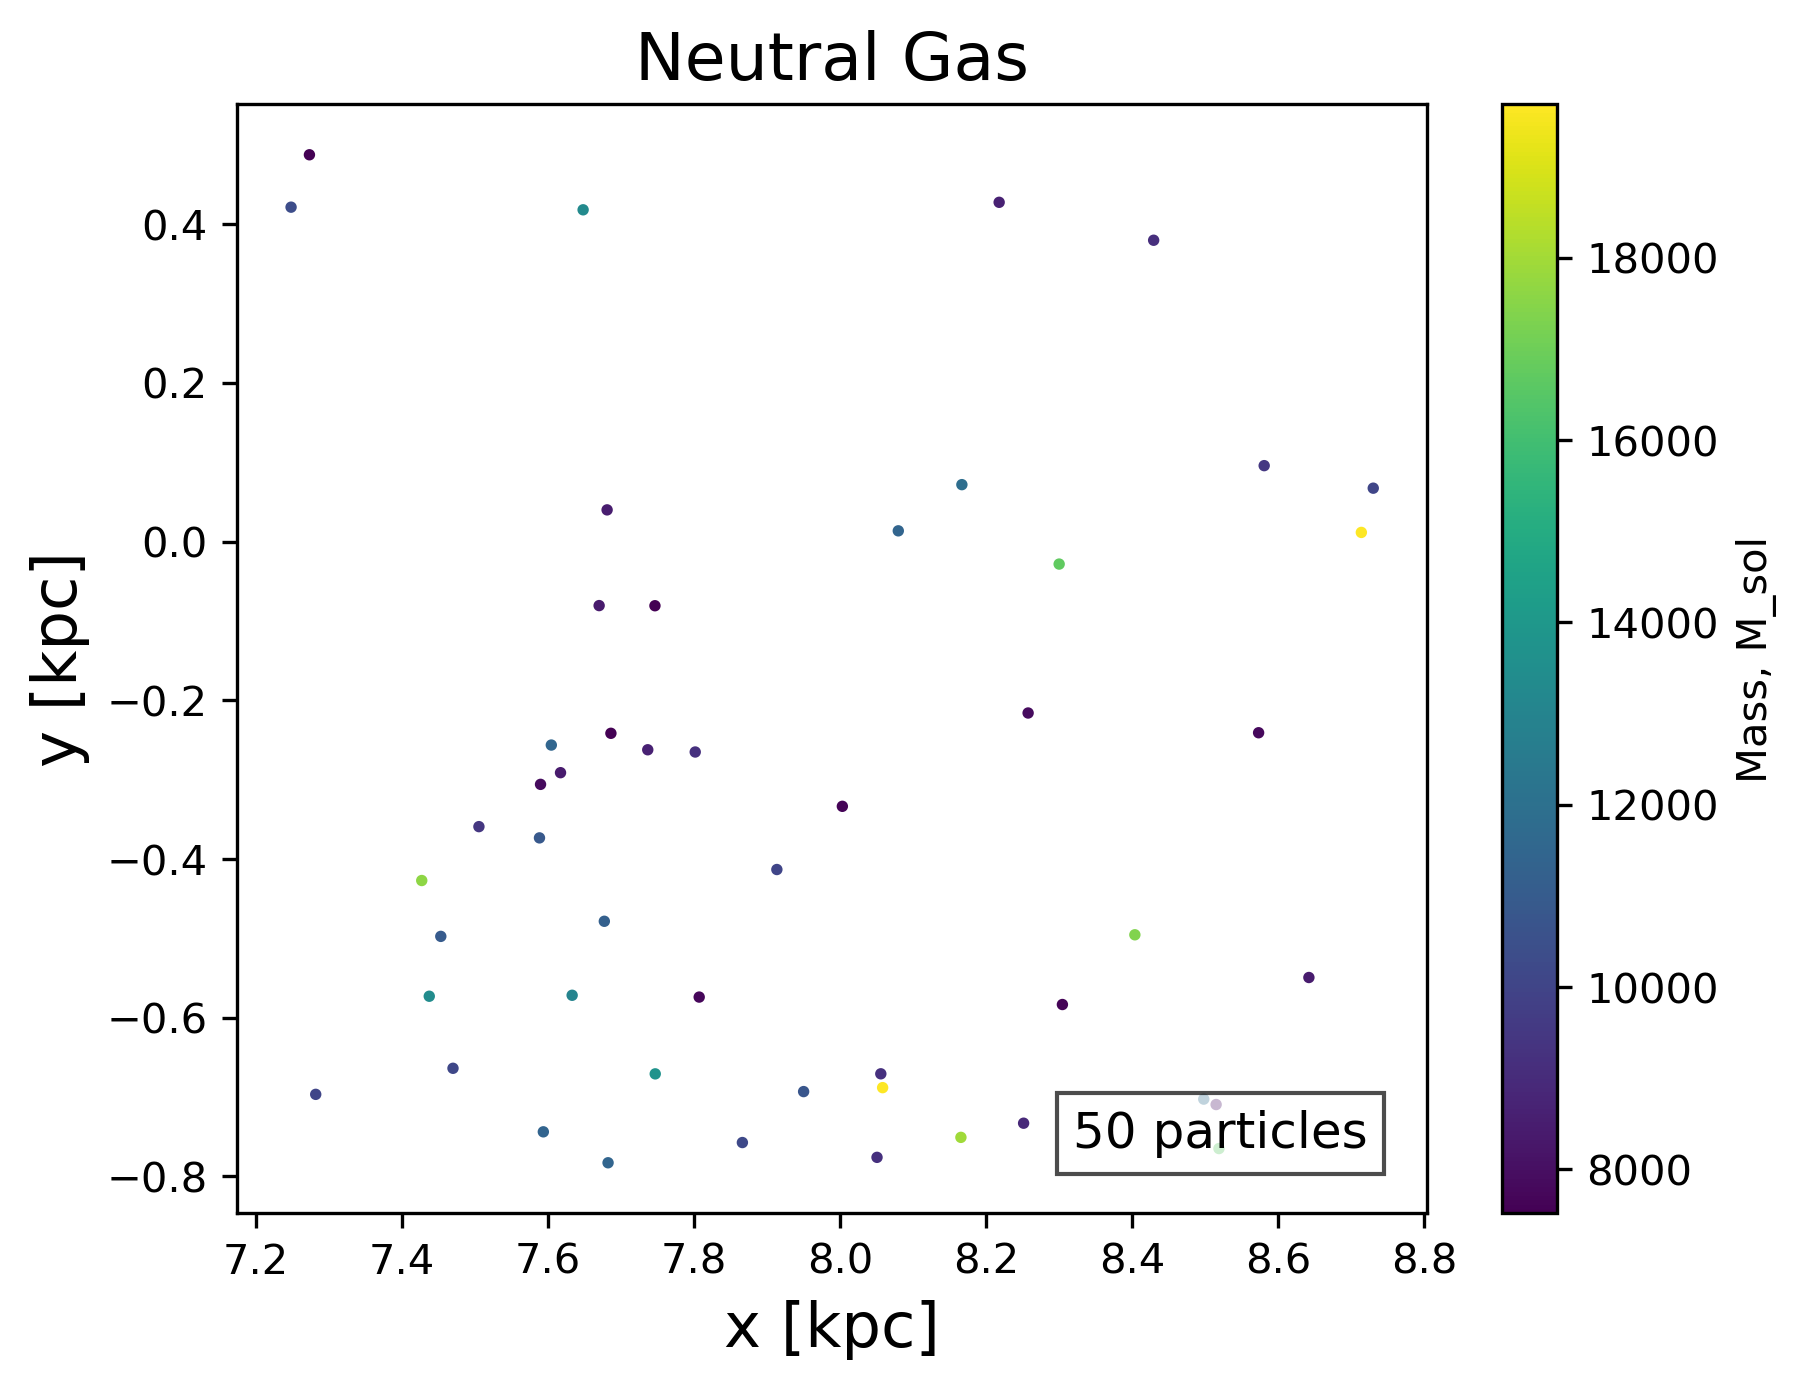 Neutral Gas
0.4
0.2
0.0
−0.2
−0.4
−0.6
−0.8
y [kpc]
7.2 7.4 7.6 7.8 8.0 8.2 8.4 8.6 8.8
x [kpc]
50 particles
18000
16000
14000
12000
10000
8000
Mass, M_sol